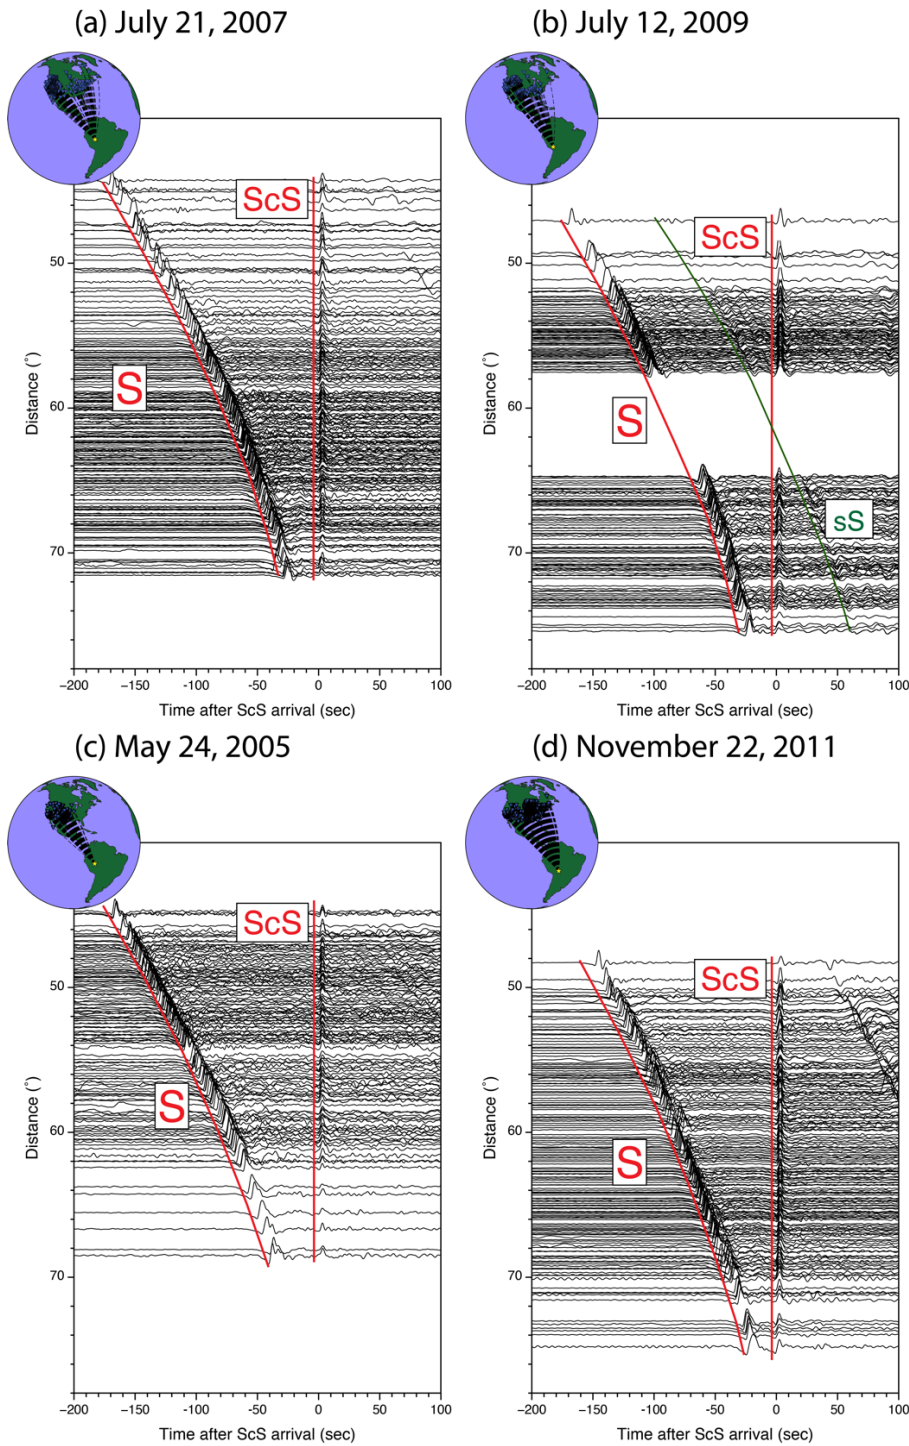 (a) July 21, 2007
ScS
S
50
60
70
Distance (°)
-200 -150 -100 -50 0 50 100
Time after ScS arrival (sec)
(b) July 12, 2009
ScS
S
sS
50
60
70
Distance (°)
-200 -150 -100 -50 0 50 100
Time after ScS arrival (sec)
(c) May 24, 2005
ScS
S
50
60
70
Distance (°)
-200 -150 -100 -50 0 50 100
Time after ScS arrival (sec)
(d) November 22, 2011
ScS
S
50
60
70
Distance (°)
-200 -150 -100 -50 0 50 100
Time after ScS arrival (sec)